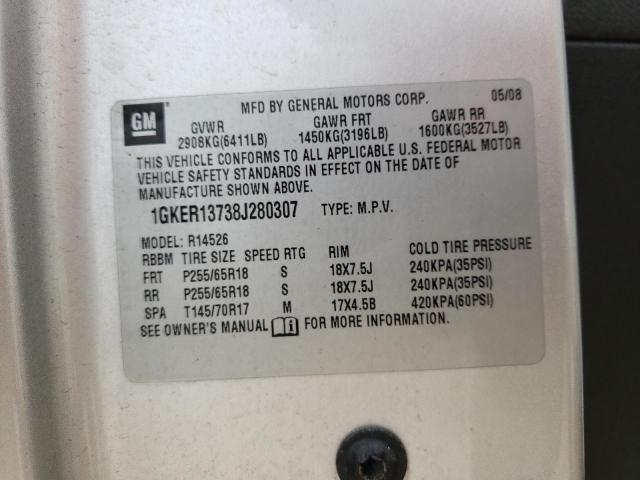 GM
MFD BY GENERAL MOTORS CORP. 05/08
GVWR GAWR FRT GAWR RR
2908KG(6411LB) 1450KG(3196LB) 1600KG(3527LB)
THIS VEHICLE CONFORMS TO ALL APPLICABLE U.S. FEDERAL MOTOR
VEHICLE SAFETY STANDARDS IN EFFECT ON THE DATE OF
MANUFACTURE SHOWN ABOVE.
1GKER13738J280307 TYPE: M.P.V.
MODEL: R14526
RBBM TIRE SIZE SPEED RTG RIM COLD TIRE PRESSURE
FRT P255/65R18 S 18X7.5J 240KPA(35PSI)
RR P255/65R18 S 18X7.5J 240KPA(35PSI)
SPA T145/70R17 M 17X4.5B 420KPA(60PSI)
SEE OWNER'S MANUAL FOR MORE INFORMATION.